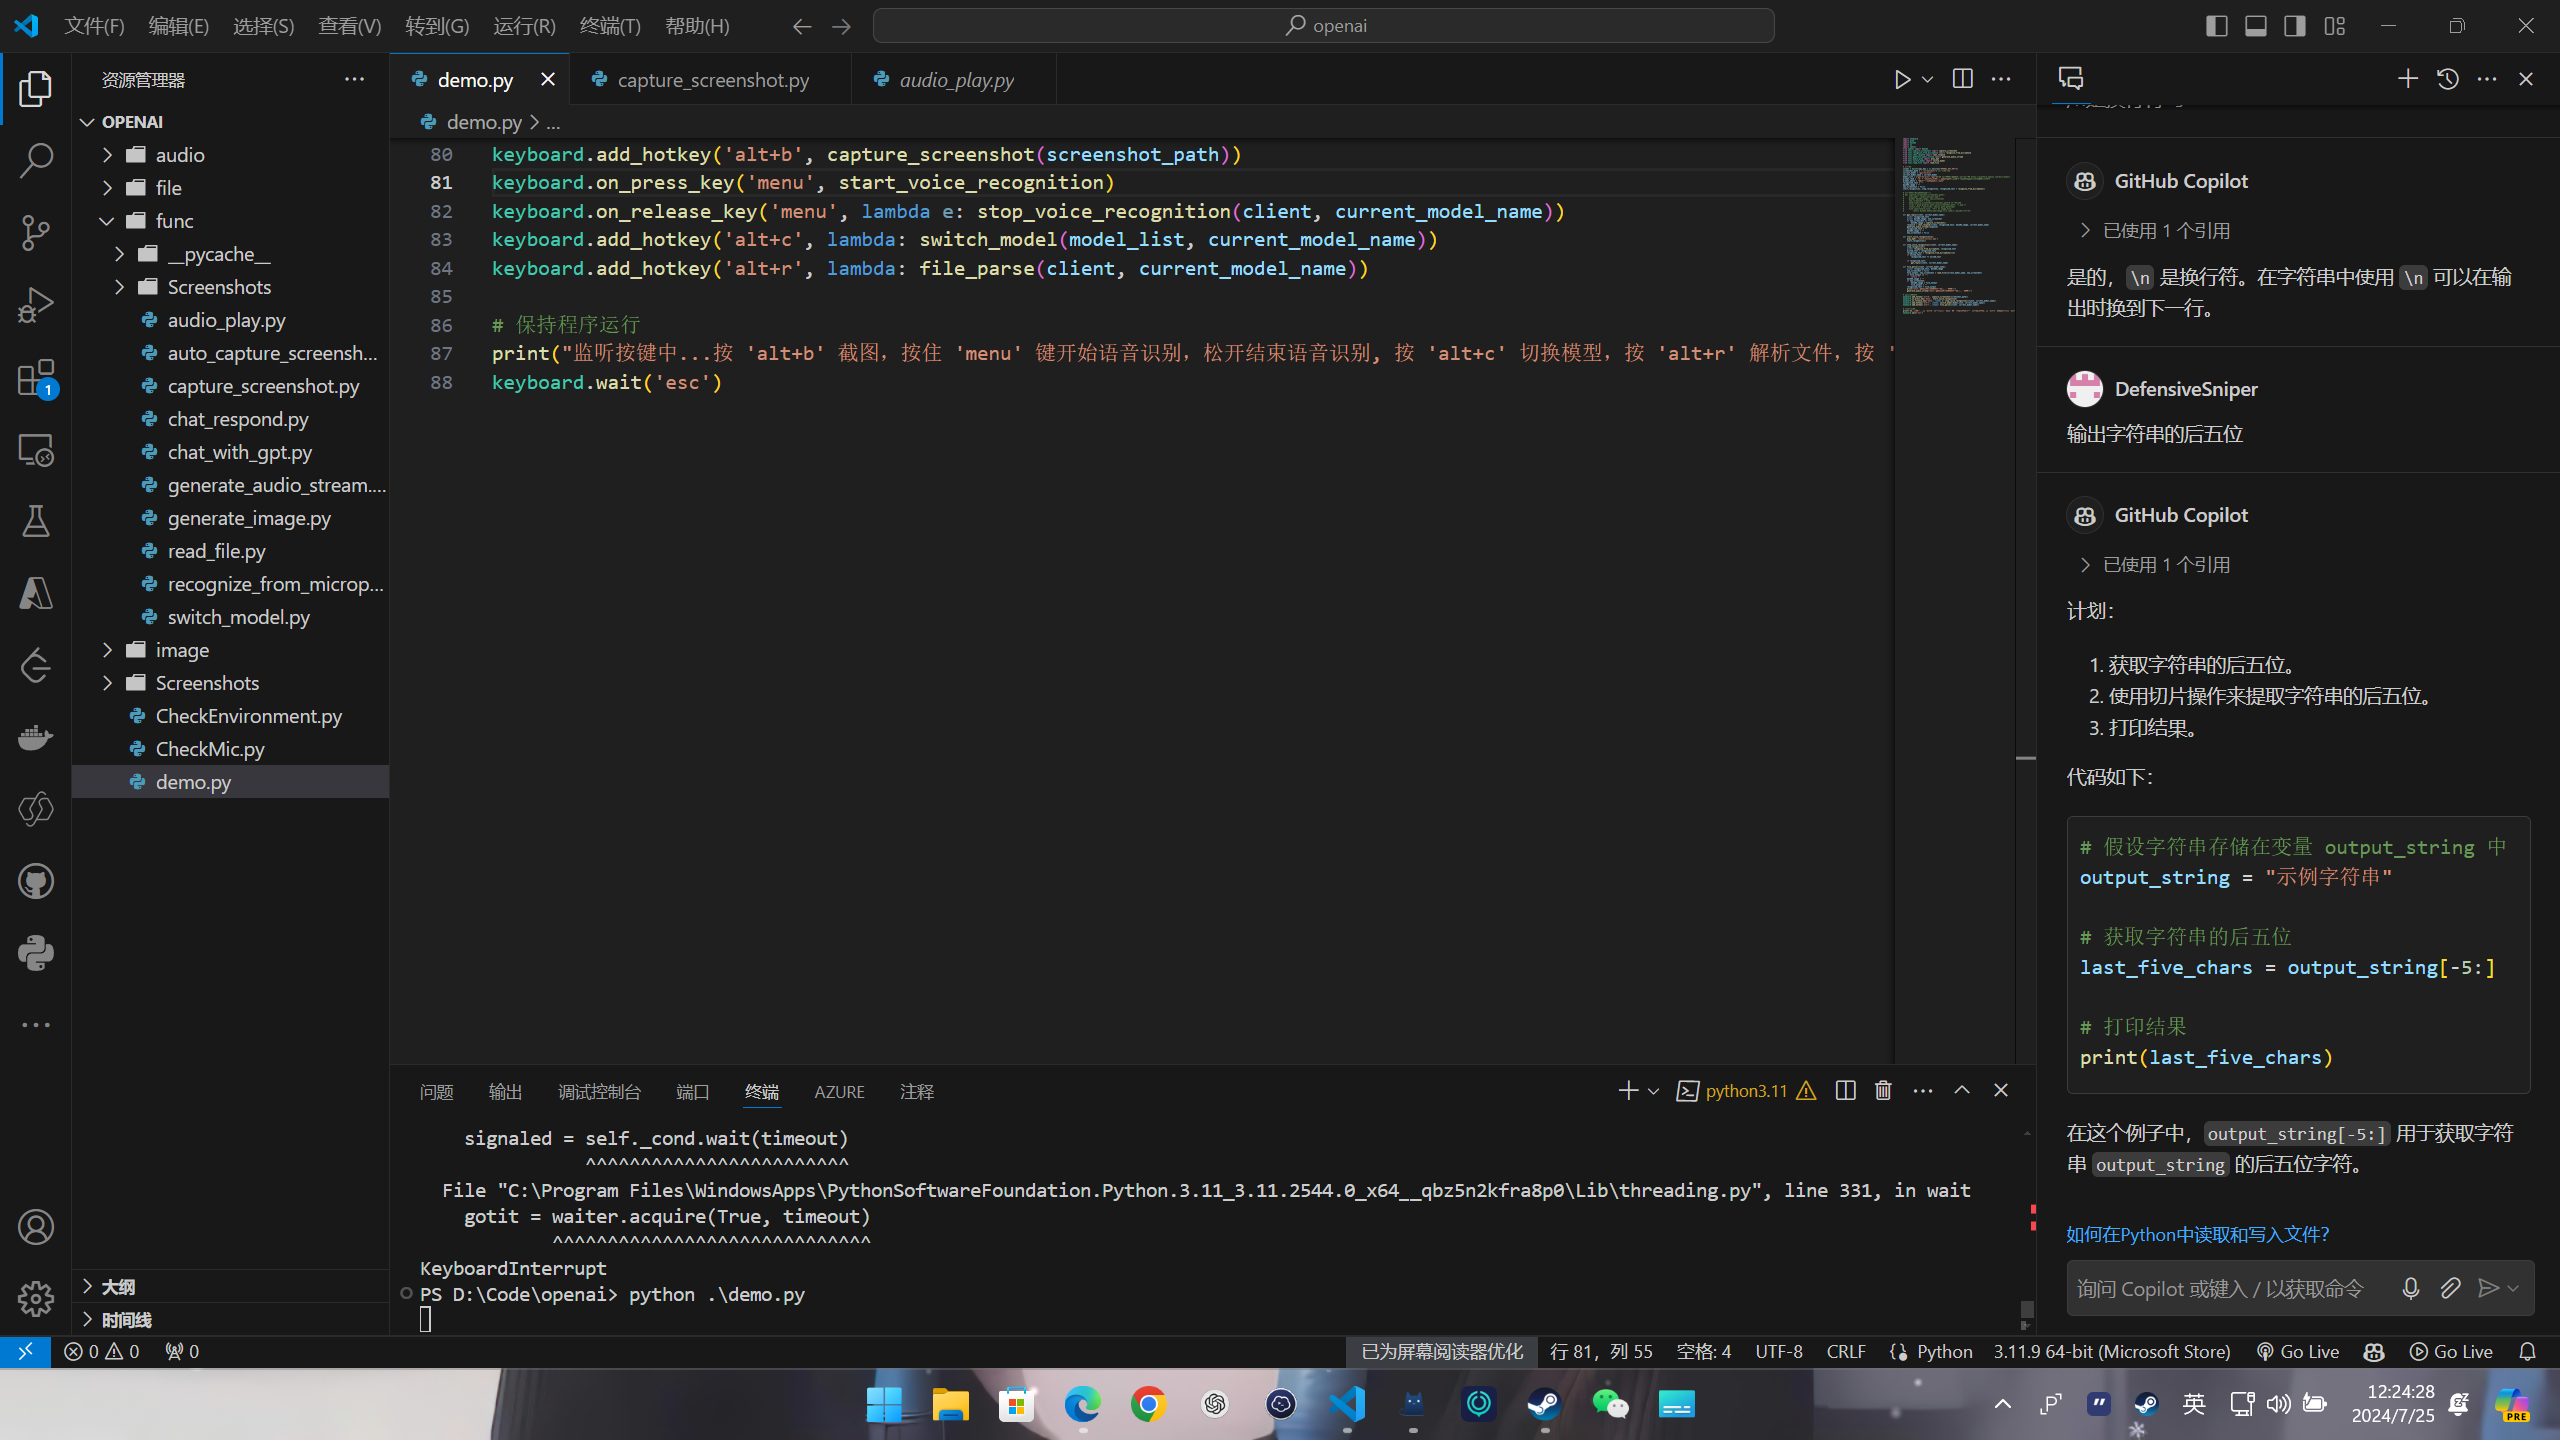 文件(F) 编辑(E) 选择(S) 查看(V) 转到(G) 运行(R) 终端(T) 帮助(H)
openai
资源管理器
OPENAI
audio
file
func
__pycache__
Screenshots
audio_play.py
auto_capture_screensh...
capture_screenshot.py
chat_respond.py
chat_with_gpt.py
generate_audio_stream....
generate_image.py
read_file.py
recognize_from_microp...
switch_model.py
image
Screenshots
CheckEnvironment.py
CheckMic.py
demo.py
大纲
时间线
demo.py capture_screenshot.py audio_play.py
demo.py > ...
80 keyboard.add_hotkey('alt+b', capture_screenshot(screenshot_path))
81 keyboard.on_press_key('menu', start_voice_recognition)
82 keyboard.on_release_key('menu', lambda e: stop_voice_recognition(client, current_model_name))
83 keyboard.add_hotkey('alt+c', lambda: switch_model(model_list, current_model_name))
84 keyboard.add_hotkey('alt+r', lambda: file_parse(client, current_model_name))
85
86 # 保持程序运行
87 print("监听按键中...按 'alt+b' 截图，按住 'menu' 键开始语音识别，松开结束语音识别, 按 'alt+c' 切换模型，按 'alt+r' 解析文件，按 '
88 keyboard.wait('esc')
问题 输出 调试控制台 端口 终端 AZURE 注释
python3.11
signaled = self._cond.wait(timeout)
^^^^^^^^^^^^^^^^^^^^^^^^
File "C:\Program Files\WindowsApps\PythonSoftwareFoundation.Python.3.11_3.11.2544.0_x64__qbz5n2kfra8p0\Lib\threading.py", line 331, in wait
gotit = waiter.acquire(True, timeout)
^^^^^^^^^^^^^^^^^^^^^^^^^^^^^
KeyboardInterrupt
PS D:\Code\openai> python .\demo.py
GitHub Copilot
已使用 1 个引用
是的，\n 是换行符。在字符串中使用 \n 可以在输
出时换到下一行。
DefensiveSniper
输出字符串的后五位
GitHub Copilot
已使用 1 个引用
计划：
1. 获取字符串的后五位。
2. 使用切片操作来提取字符串的后五位。
3. 打印结果。
代码如下：
# 假设字符串存储在变量 output_string 中
output_string = "示例字符串"
# 获取字符串的后五位
last_five_chars = output_string[-5:]
# 打印结果
print(last_five_chars)
在这个例子中，output_string[-5:] 用于获取字符
串 output_string 的后五位字符。
如何在Python中读取和写入文件？
询问 Copilot 或键入 / 以获取命令
1
0 0 0
已为屏幕阅读器优化 行 81，列 55 空格: 4 UTF-8 CRLF Python 3.11.9 64-bit (Microsoft Store) Go Live Go Live
英
12:24:28
2024/7/25
PRE